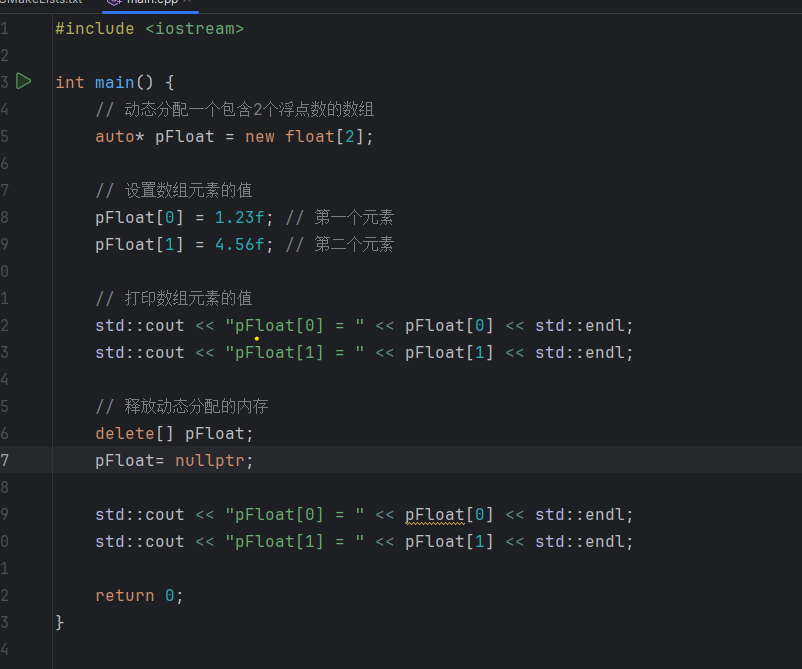 main.cpp
1 #include <iostream>
2
3 int main() {
4 // 动态分配一个包含2个浮点数的数组
5 auto* pFloat = new float[2];
6
7 // 设置数组元素的值
8 pFloat[0] = 1.23f; // 第一个元素
9 pFloat[1] = 4.56f; // 第二个元素
0
1 // 打印数组元素的值
2 std::cout << "pFloat[0] = " << pFloat[0] << std::endl;
3 std::cout << "pFloat[1] = " << pFloat[1] << std::endl;
4
5 // 释放动态分配的内存
6 delete[] pFloat;
7 pFloat= nullptr;
8
9 std::cout << "pFloat[0] = " << pFloat[0] << std::endl;
0 std::cout << "pFloat[1] = " << pFloat[1] << std::endl;
1
2 return 0;
3 }
4